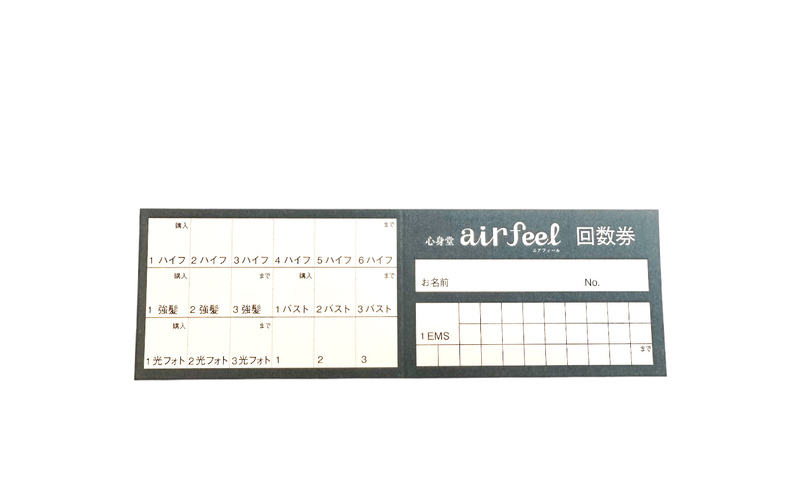 購入 まで
1 ハイフ 2 ハイフ 3 ハイフ 4 ハイフ 5 ハイフ 6 ハイフ
購入 まで 購入 まで
1 強髪 2 強髪 3 強髪 1 バスト 2 バスト 3 バスト
購入 まで
1 光フォト 2 光フォト 3 光フォト 1 2 3
心身堂 airfeel 回数券
エアフィール
お名前 No.
1 EMS
まで